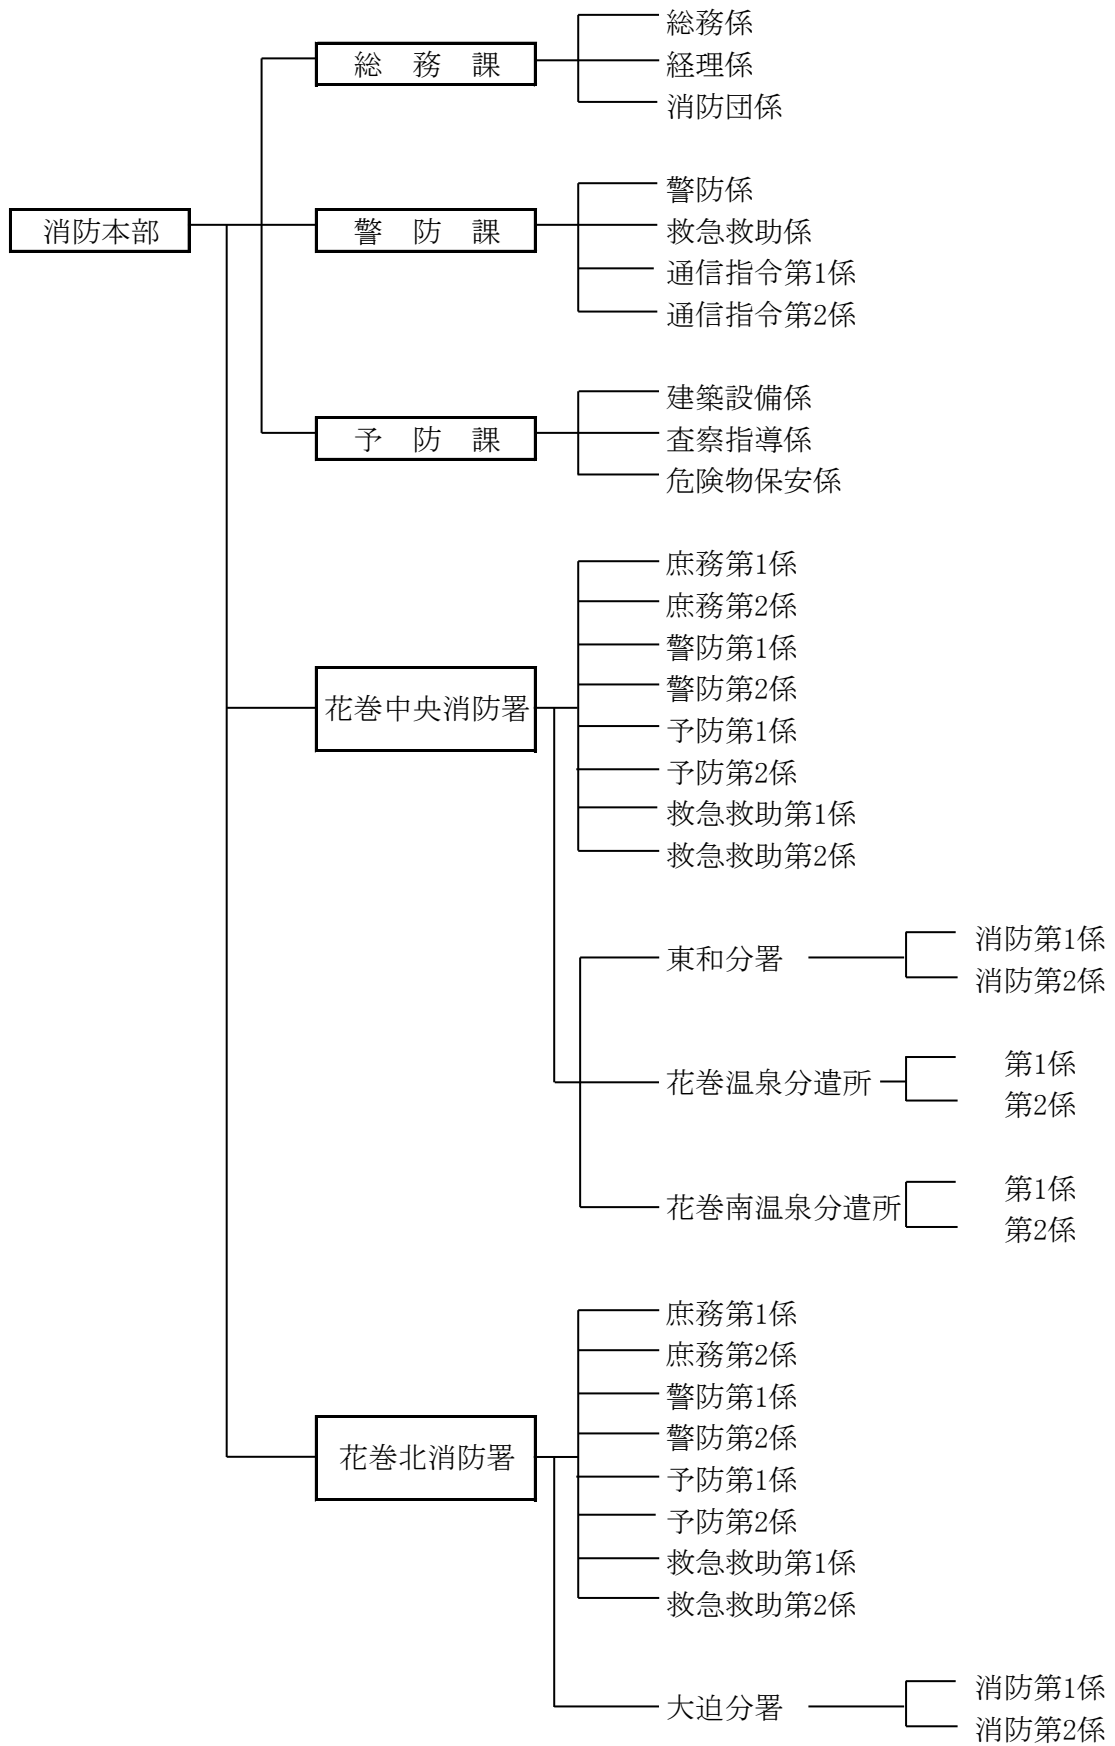 消防本部
総　務　課
総務係
経理係
消防団係
警　防　課
警防係
救急救助係
通信指令第1係
通信指令第2係
予　防　課
建築設備係
査察指導係
危険物保安係
花巻中央消防署
庶務第1係
庶務第2係
警防第1係
警防第2係
予防第1係
予防第2係
救急救助第1係
救急救助第2係
東和分署
消防第1係
消防第2係
花巻温泉分遣所
第1係
第2係
花巻南温泉分遣所
第1係
第2係
花巻北消防署
庶務第1係
庶務第2係
警防第1係
警防第2係
予防第1係
予防第2係
救急救助第1係
救急救助第2係
大迫分署
消防第1係
消防第2係